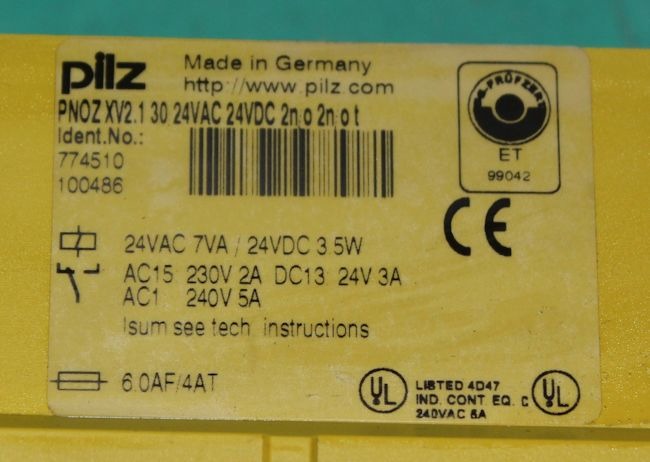 pilz
Made in Germany
http://www.pilz.com
PNOZ XV2.1 30 24VAC 24VDC 2n/o 2n/o t
Ident.No.:
774510
100486
BG-PRÜFZERT
ET
99042
CE
24VAC 7VA / 24VDC 3.5W
AC15 230V 2A DC13 24V 3A
AC1 240V 5A
Isum see tech. instructions
6.0AF/4AT
UL
LISTED 4D47
IND. CONT EQ. C
240VAC 6A
UL